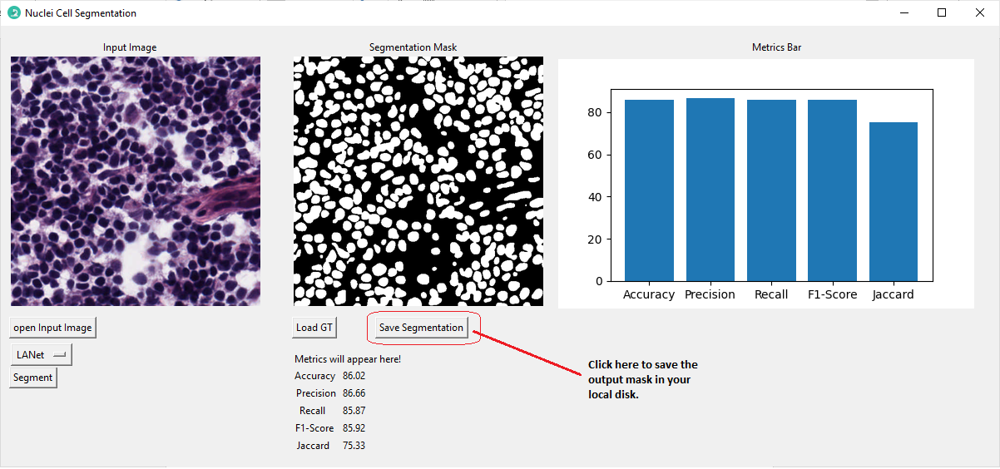 Nuclei Cell Segmentation
Input Image
Segmentation Mask
Metrics Bar
80
60
40
20
0
Accuracy Precision Recall F1-Score Jaccard
open Input Image
Load GT
Save Segmentation
LANet
Segment
Metrics will appear here!
Accuracy 86.02
Precision 86.66
Recall 85.87
F1-Score 85.92
Jaccard 75.33
Click here to save the
output mask in your
local disk.